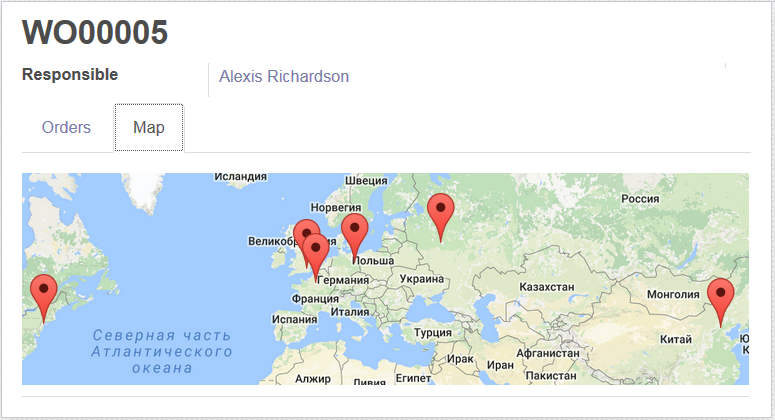 WO00005
Responsible
Alexis Richardson
Orders
Map
Исландия
Швеция
Норвегия
Россия
Польша
Германия
Украина
Казахстан
Монголия
Франция
Испания
Италия
Турция
Китай
Северная часть
Атлантического
океана
Ирак
Иран
Афганистан
Пакистан
Алжир
Ливия
Египет